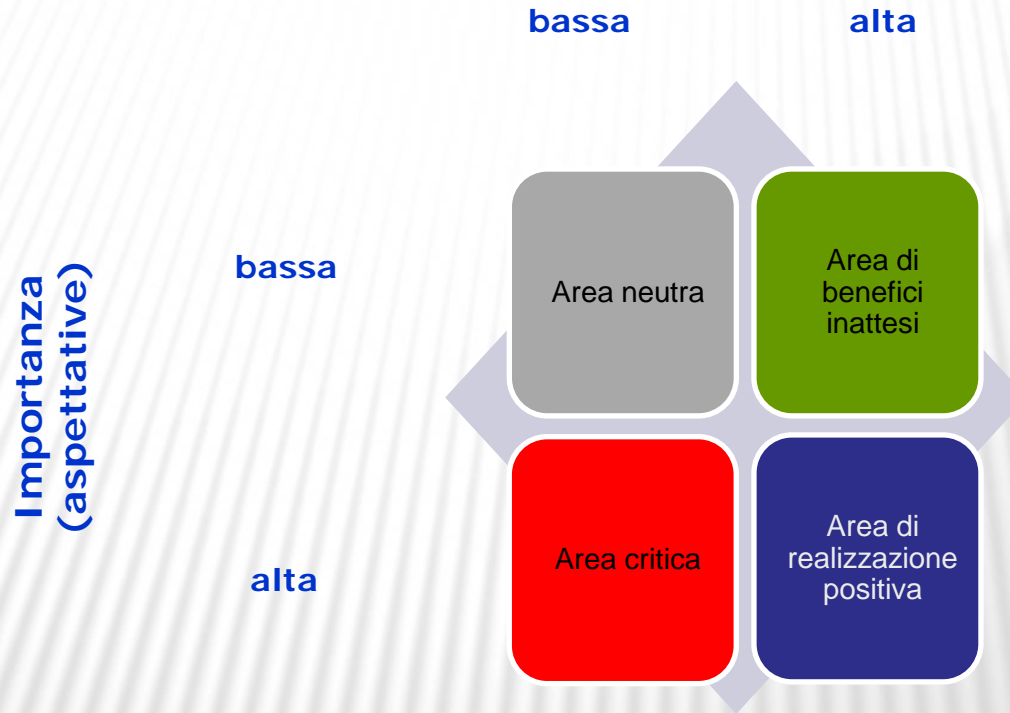 bassa alta
bassa
Area neutra
Area di
benefici
inattesi
Importanza
(aspettative)
alta
Area critica
Area di
realizzazione
positiva